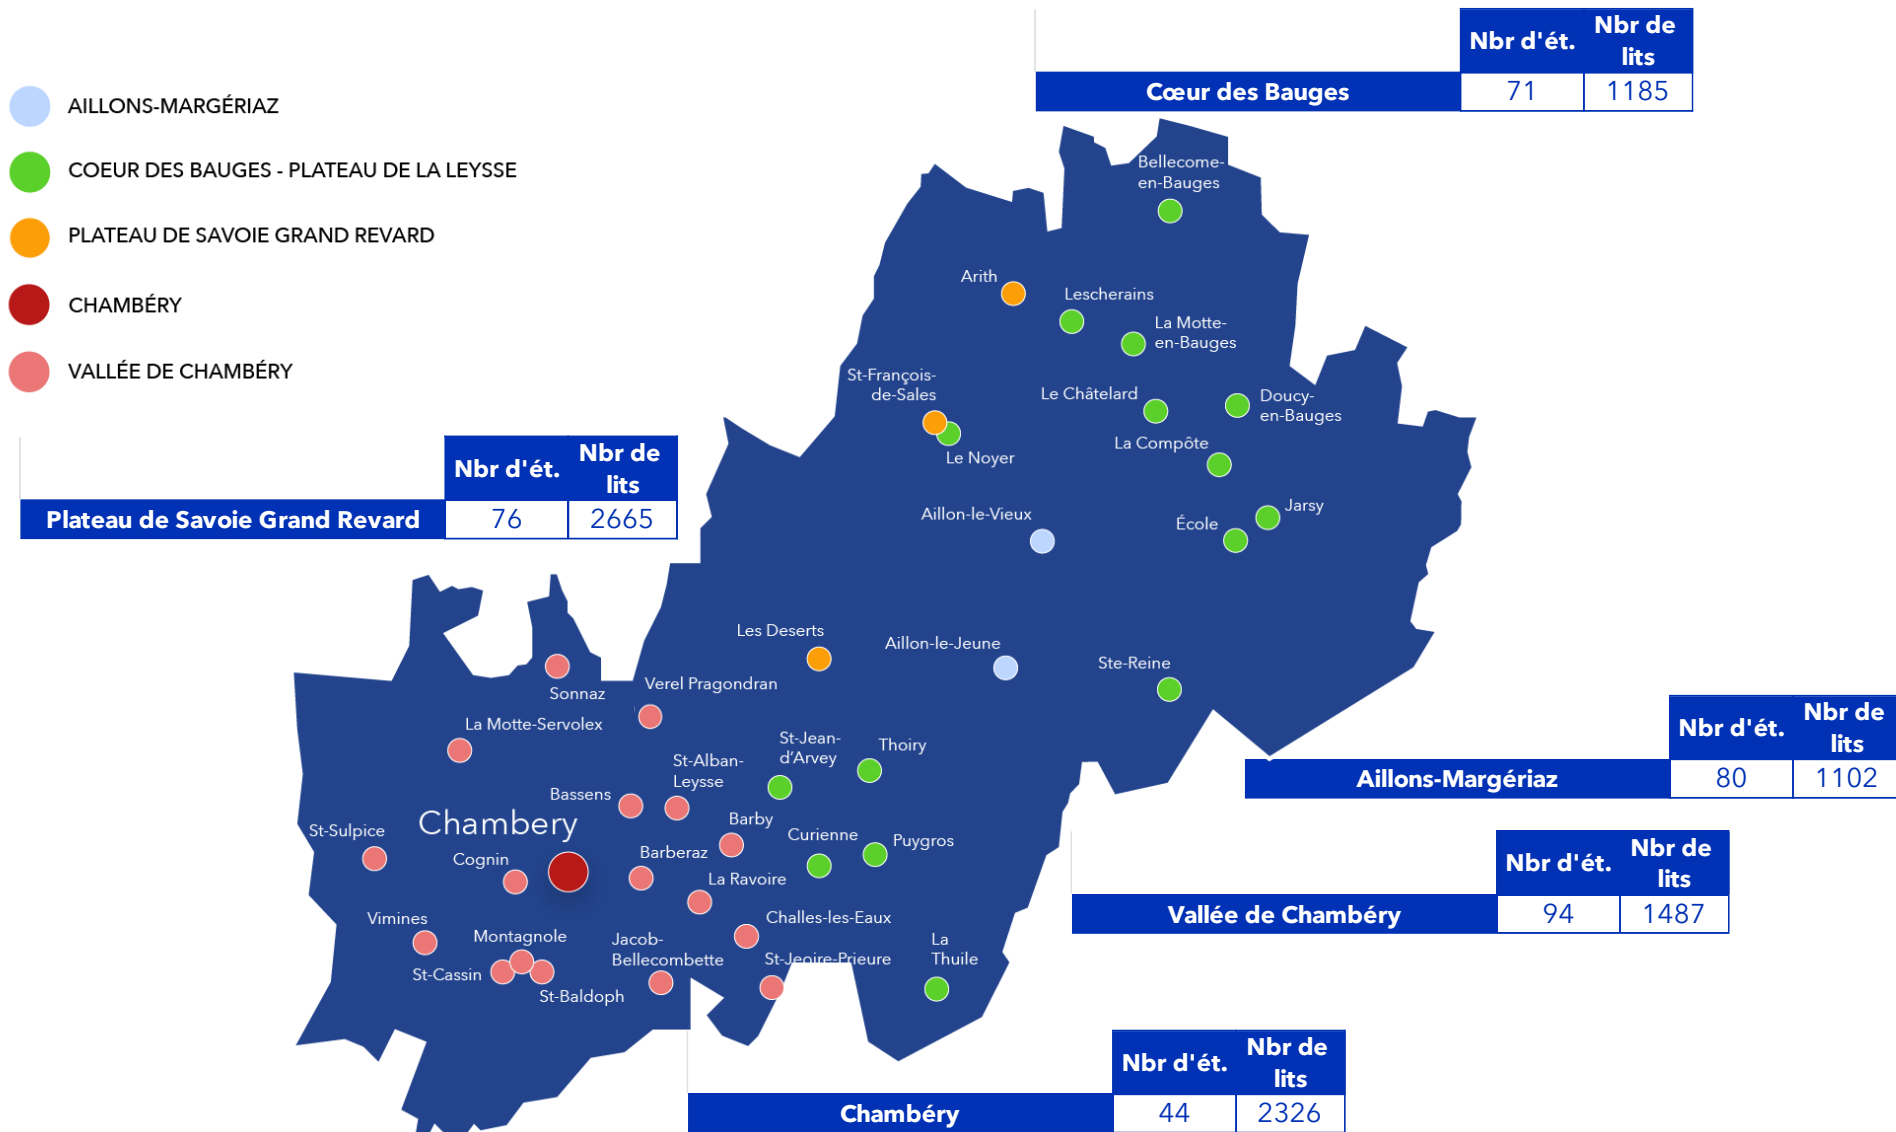 Nbr d'ét.
Nbr de
lits
Cœur des Bauges
71
1185
AILLONS-MARGÉRIAZ
COEUR DES BAUGES - PLATEAU DE LA LEYSSE
PLATEAU DE SAVOIE GRAND REVARD
CHAMBÉRY
VALLÉE DE CHAMBÉRY
Nbr d'ét.
Nbr de
lits
Plateau de Savoie Grand Revard
76
2665
Bellecome-
en-Bauges
Arith
Lescherains
La Motte-
en-Bauges
St-François-
de-Sales
Le Châtelard
Doucy-
en-Bauges
La Compôte
Le Noyer
Aillon-le-Vieux
Jarsy
École
Les Deserts
Aillon-le-Jeune
Ste-Reine
Sonnaz
Verel Pragondran
La Motte-Servolex
St-Jean-
d'Arvey
Thoiry
St-Alban-
Leysse
Bassens
Chambery
Barby
St-Sulpice
Curienne
Puygros
Cognin
Barberaz
La Ravoire
Vimines
Challes-les-Eaux
Montagnole
Jacob-
Bellecombette
La
Thuile
St-Jeoire-Prieure
St-Cassin
St-Baldoph
Nbr d'ét.
Nbr de
lits
Aillons-Margériaz
80
1102
Nbr d'ét.
Nbr de
lits
Vallée de Chambéry
94
1487
Nbr d'ét.
Nbr de
lits
Chambéry
44
2326